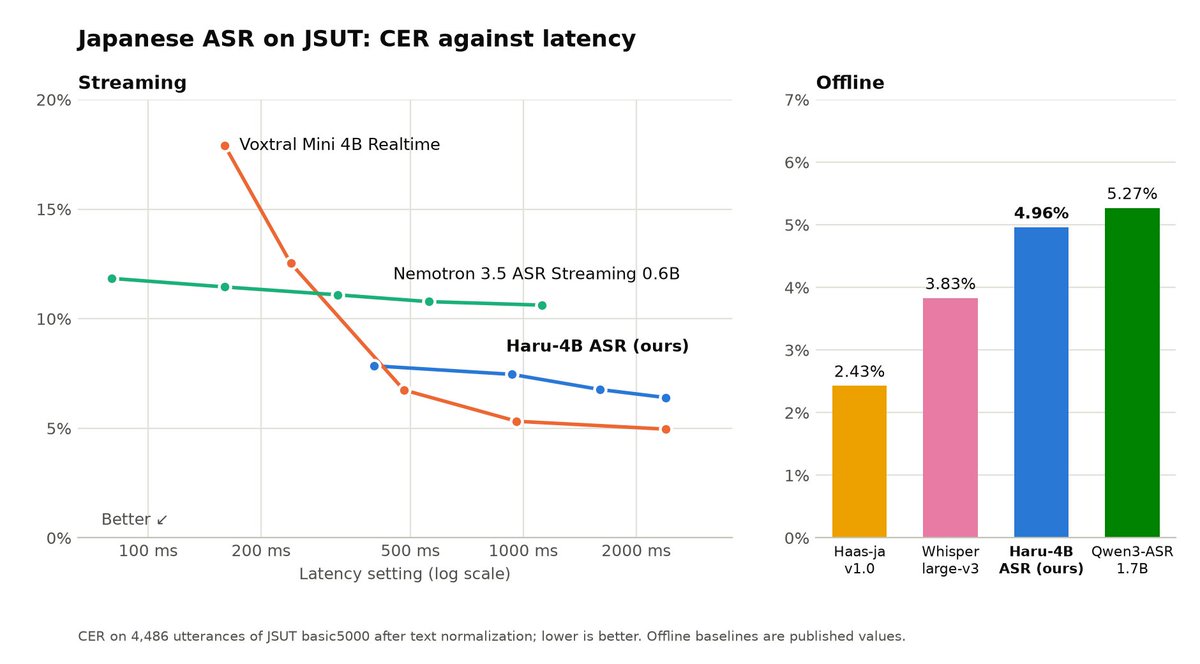 Japanese ASR on JSUT: CER against latency
Streaming
20%
15%
10%
5%
0%
Voxtral Mini 4B Realtime
Nemotron 3.5 ASR Streaming 0.6B
Haru-4B ASR (ours)
Better ↙
100 ms
200 ms
500 ms
1000 ms
2000 ms
Latency setting (log scale)
Offline
7%
6%
5%
4%
3%
2%
1%
0%
2.43%
3.83%
4.96%
5.27%
Haas-ja
v1.0
Whisper
large-v3
Haru-4B
ASR (ours)
Qwen3-ASR
1.7B
CER on 4,486 utterances of JSUT basic5000 after text normalization; lower is better. Offline baselines are published values.